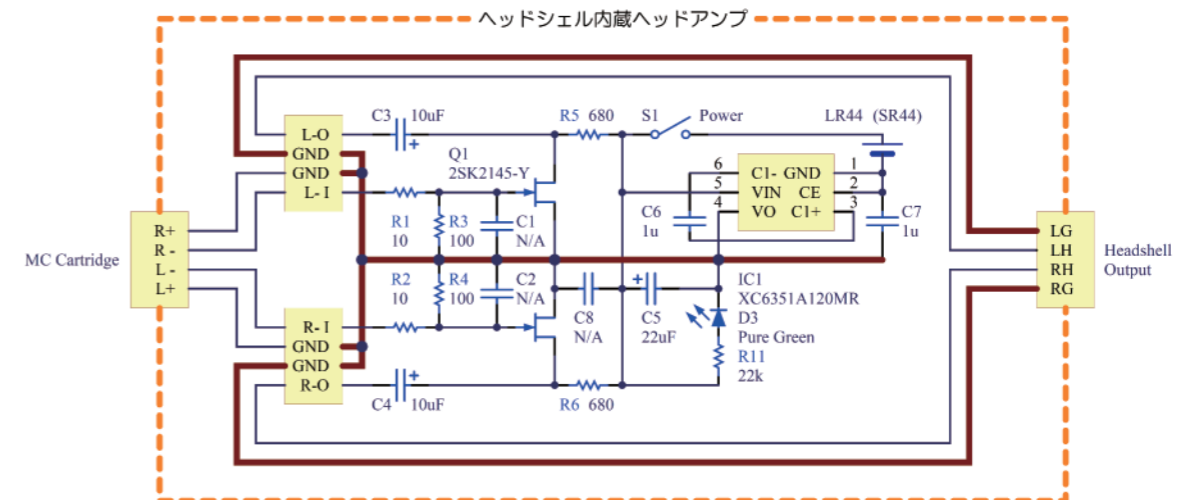 ヘッドシェル内蔵ヘッドアンプ
C3 10uF
R5 680
S1 Power
LR44 (SR44)
L-O
GND
GND
L- I
Q1
2SK2145-Y
6 C1- GND 1
5 VIN CE 2
4 VO C1+ 3
C6
1u
C7
1u
R1
10
R3
100
C1
N/A
MC Cartridge
R+
R -
L -
L+
LG
LH
RH
RG
Headshell
Output
R2
10
R4
100
C2
N/A
C8
N/A
C5
22uF
IC1
XC6351A120MR
D3
Pure Green
R11
22k
R- I
GND
GND
R-O
C4 10uF
R6 680